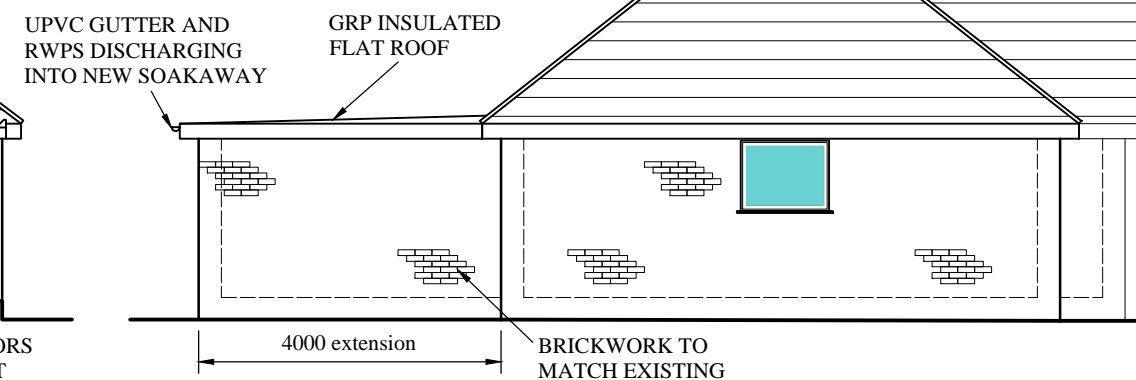 UPVC GUTTER AND
RWPS DISCHARGING
INTO NEW SOAKAWAY
GRP INSULATED
FLAT ROOF
4000 extension
BRICKWORK TO
MATCH EXISTING